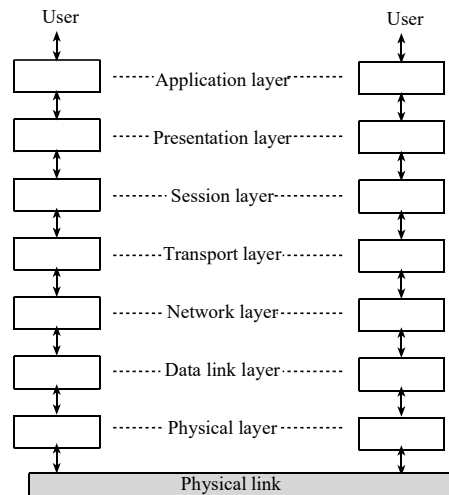 User User
Application layer
Presentation layer
Session layer
Transport layer
Network layer
Data link layer
Physical layer
Physical link